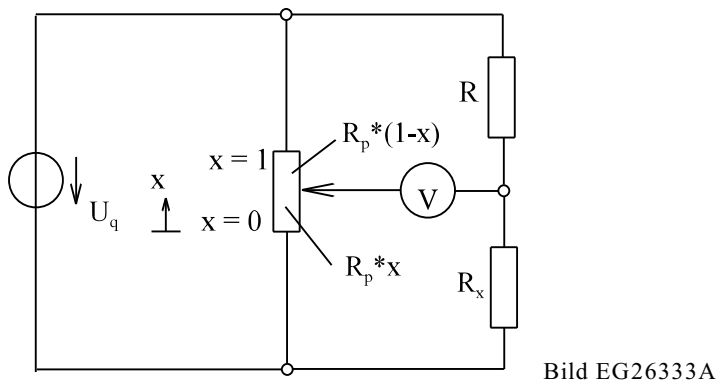 R
R_p*(1-x)
x = 1
x
V
U_q
x = 0
R_p*x
R_x
Bild EG26333A